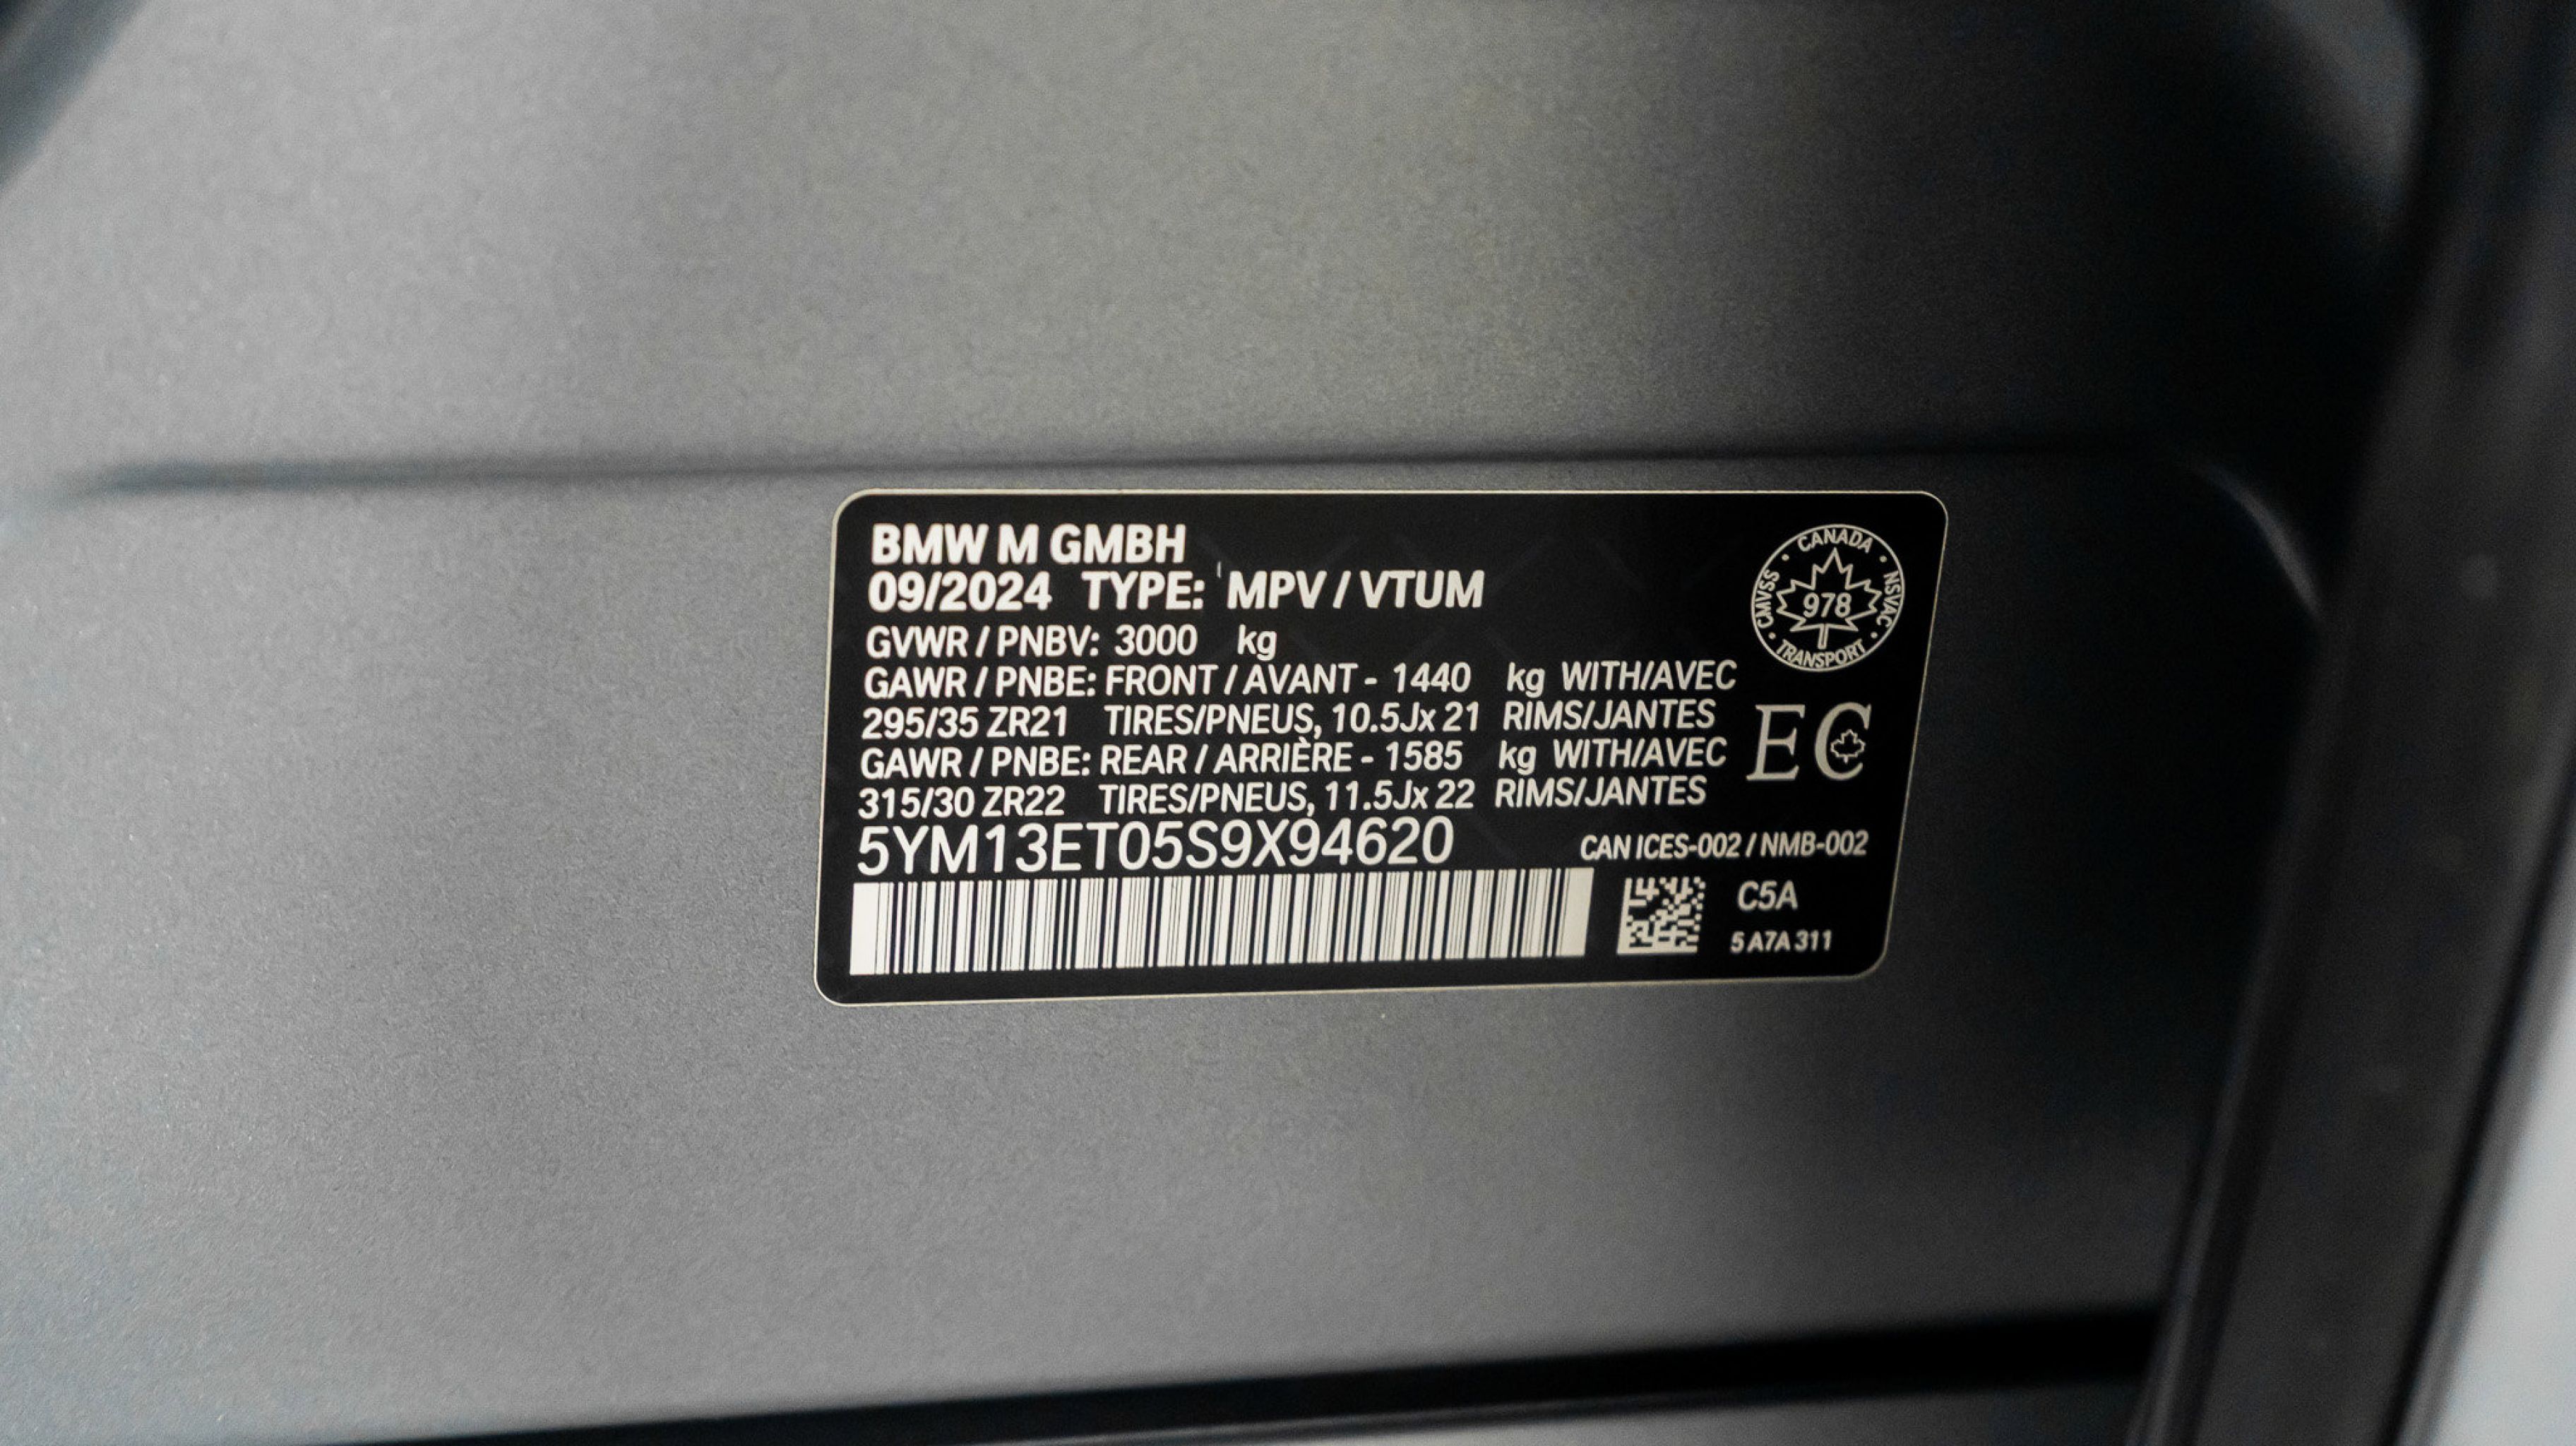 BMW M GMBH
09/2024 TYPE: MPV / VTUM
GVWR / PNBV: 3000 kg
GAWR / PNBE: FRONT / AVANT - 1440 kg WITH/AVEC
295/35 ZR21 TIRES/PNEUS, 10.5Jx 21 RIMS/JANTES
GAWR / PNBE: REAR / ARRIÈRE - 1585 kg WITH/AVEC
315/30 ZR22 TIRES/PNEUS, 11.5Jx 22 RIMS/JANTES
5YM13ET05S9X94620
CANADA
CMVSS 978 NSVAC
TRANSPORT
EC
CAN ICES-002 / NMB-002
C5A
5 A7A 311